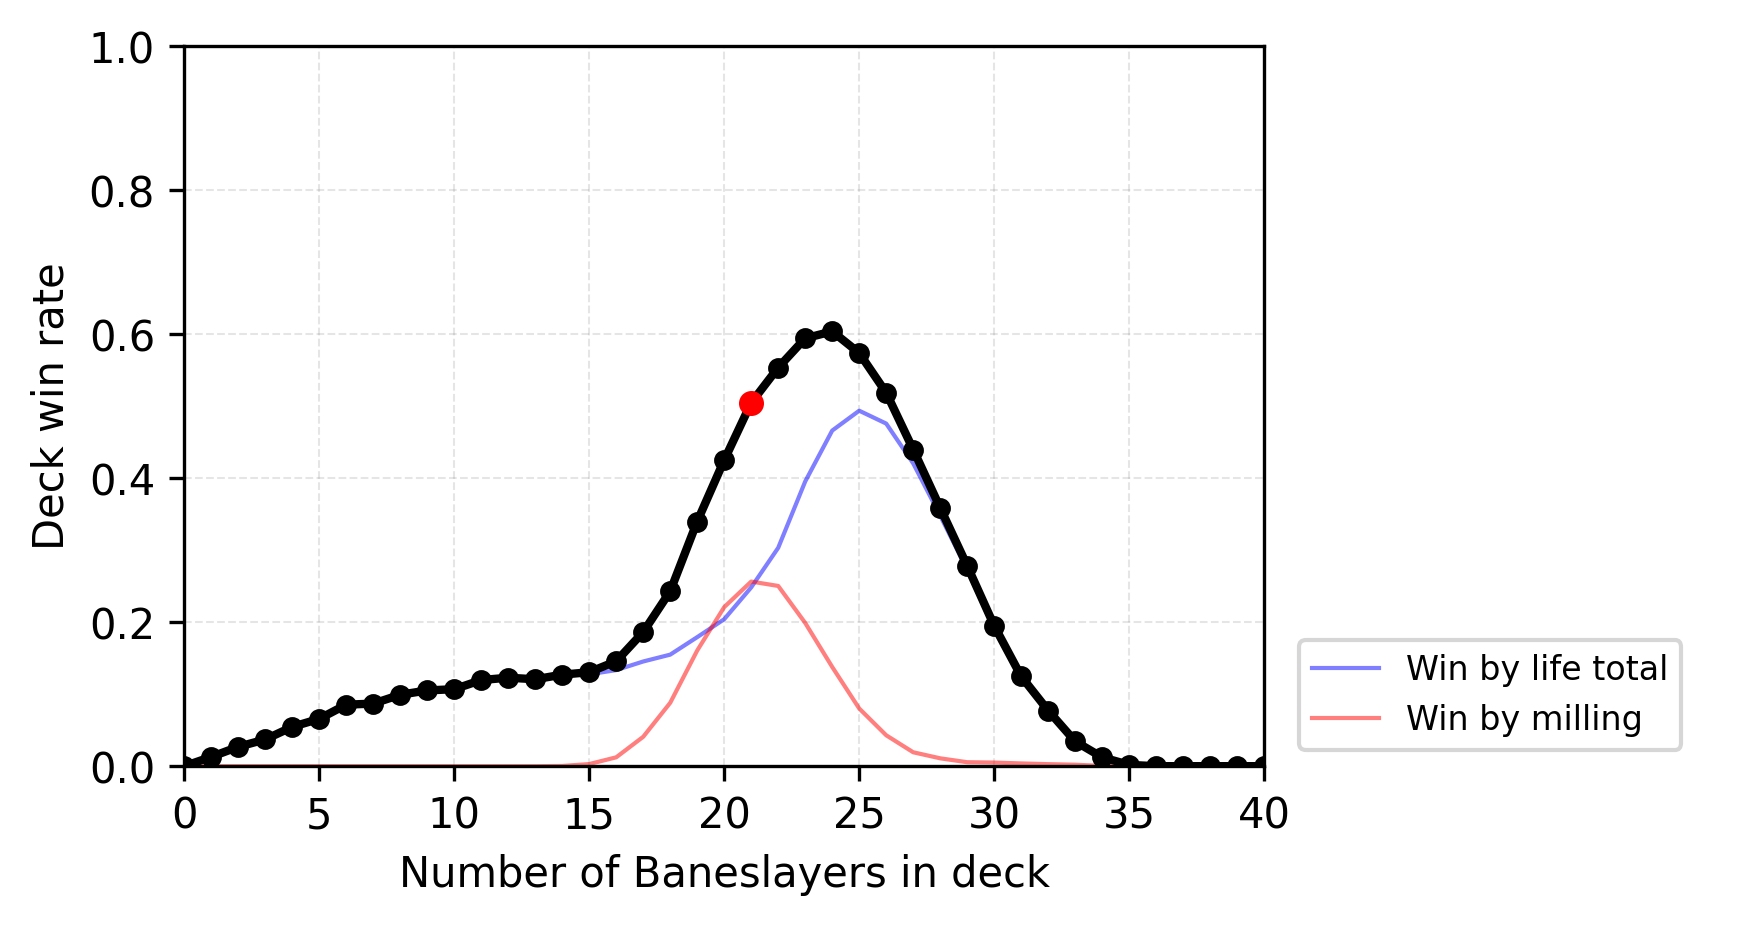 1.0
0.8
0.6
0.4
0.2
0.0
Deck win rate
0 5 10 15 20 25 30 35 40
Number of Baneslayers in deck
Win by life total
Win by milling